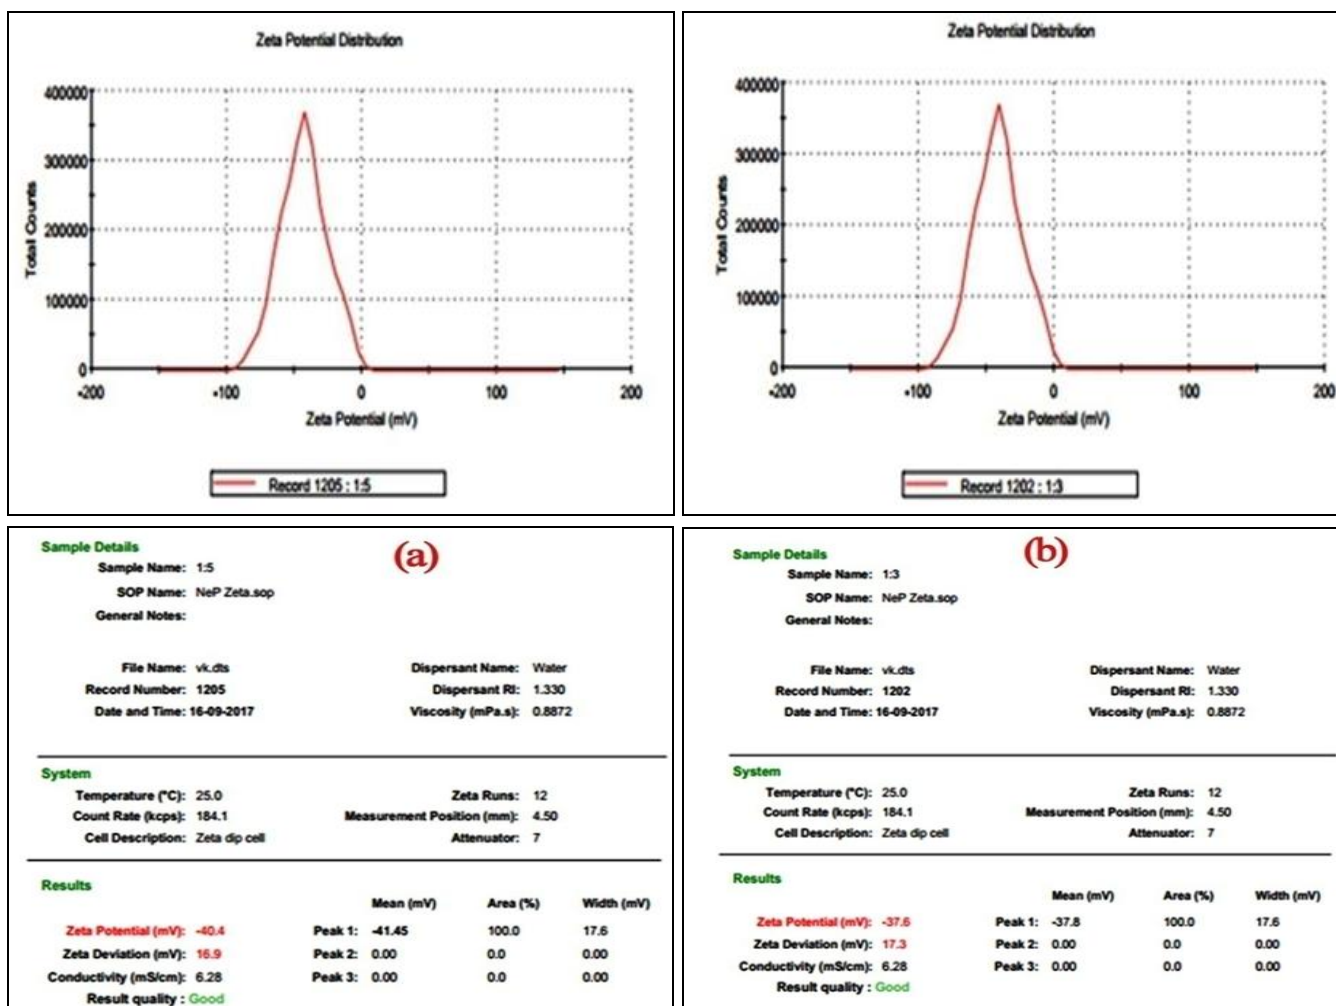 Zeta Potential Distribution
400000
300000
200000
100000
0
Total Counts
-200 -100 0 100 200
Zeta Potential (mV)
Record 1205 : 1:5
Zeta Potential Distribution
400000
300000
200000
100000
0
Total Counts
-200 -100 0 100 200
Zeta Potential (mV)
Record 1202 : 1:3
(a)
Sample Details
Sample Name: 1:5
SOP Name: NeP Zeta.sop
General Notes:
File Name: vk.dts Dispersant Name: Water
Record Number: 1205 Dispersant RI: 1.330
Date and Time: 16-09-2017 Viscosity (mPa.s): 0.8872
System
Temperature (°C): 25.0 Zeta Runs: 12
Count Rate (kcps): 184.1 Measurement Position (mm): 4.50
Cell Description: Zeta dip cell Attenuator: 7
Results
Mean (mV) Area (%) Width (mV)
Zeta Potential (mV): -40.4 Peak 1: -41.45 100.0 17.6
Zeta Deviation (mV): 16.9 Peak 2: 0.00 0.0 0.00
Conductivity (mS/cm): 6.28 Peak 3: 0.00 0.0 0.00
Result quality : Good
(b)
Sample Details
Sample Name: 1:3
SOP Name: NeP Zeta.sop
General Notes:
File Name: vk.dts Dispersant Name: Water
Record Number: 1202 Dispersant RI: 1.330
Date and Time: 16-09-2017 Viscosity (mPa.s): 0.8872
System
Temperature (°C): 25.0 Zeta Runs: 12
Count Rate (kcps): 184.1 Measurement Position (mm): 4.50
Cell Description: Zeta dip cell Attenuator: 7
Results
Mean (mV) Area (%) Width (mV)
Zeta Potential (mV): -37.6 Peak 1: -37.8 100.0 17.6
Zeta Deviation (mV): 17.3 Peak 2: 0.00 0.0 0.00
Conductivity (mS/cm): 6.28 Peak 3: 0.00 0.0 0.00
Result quality : Good